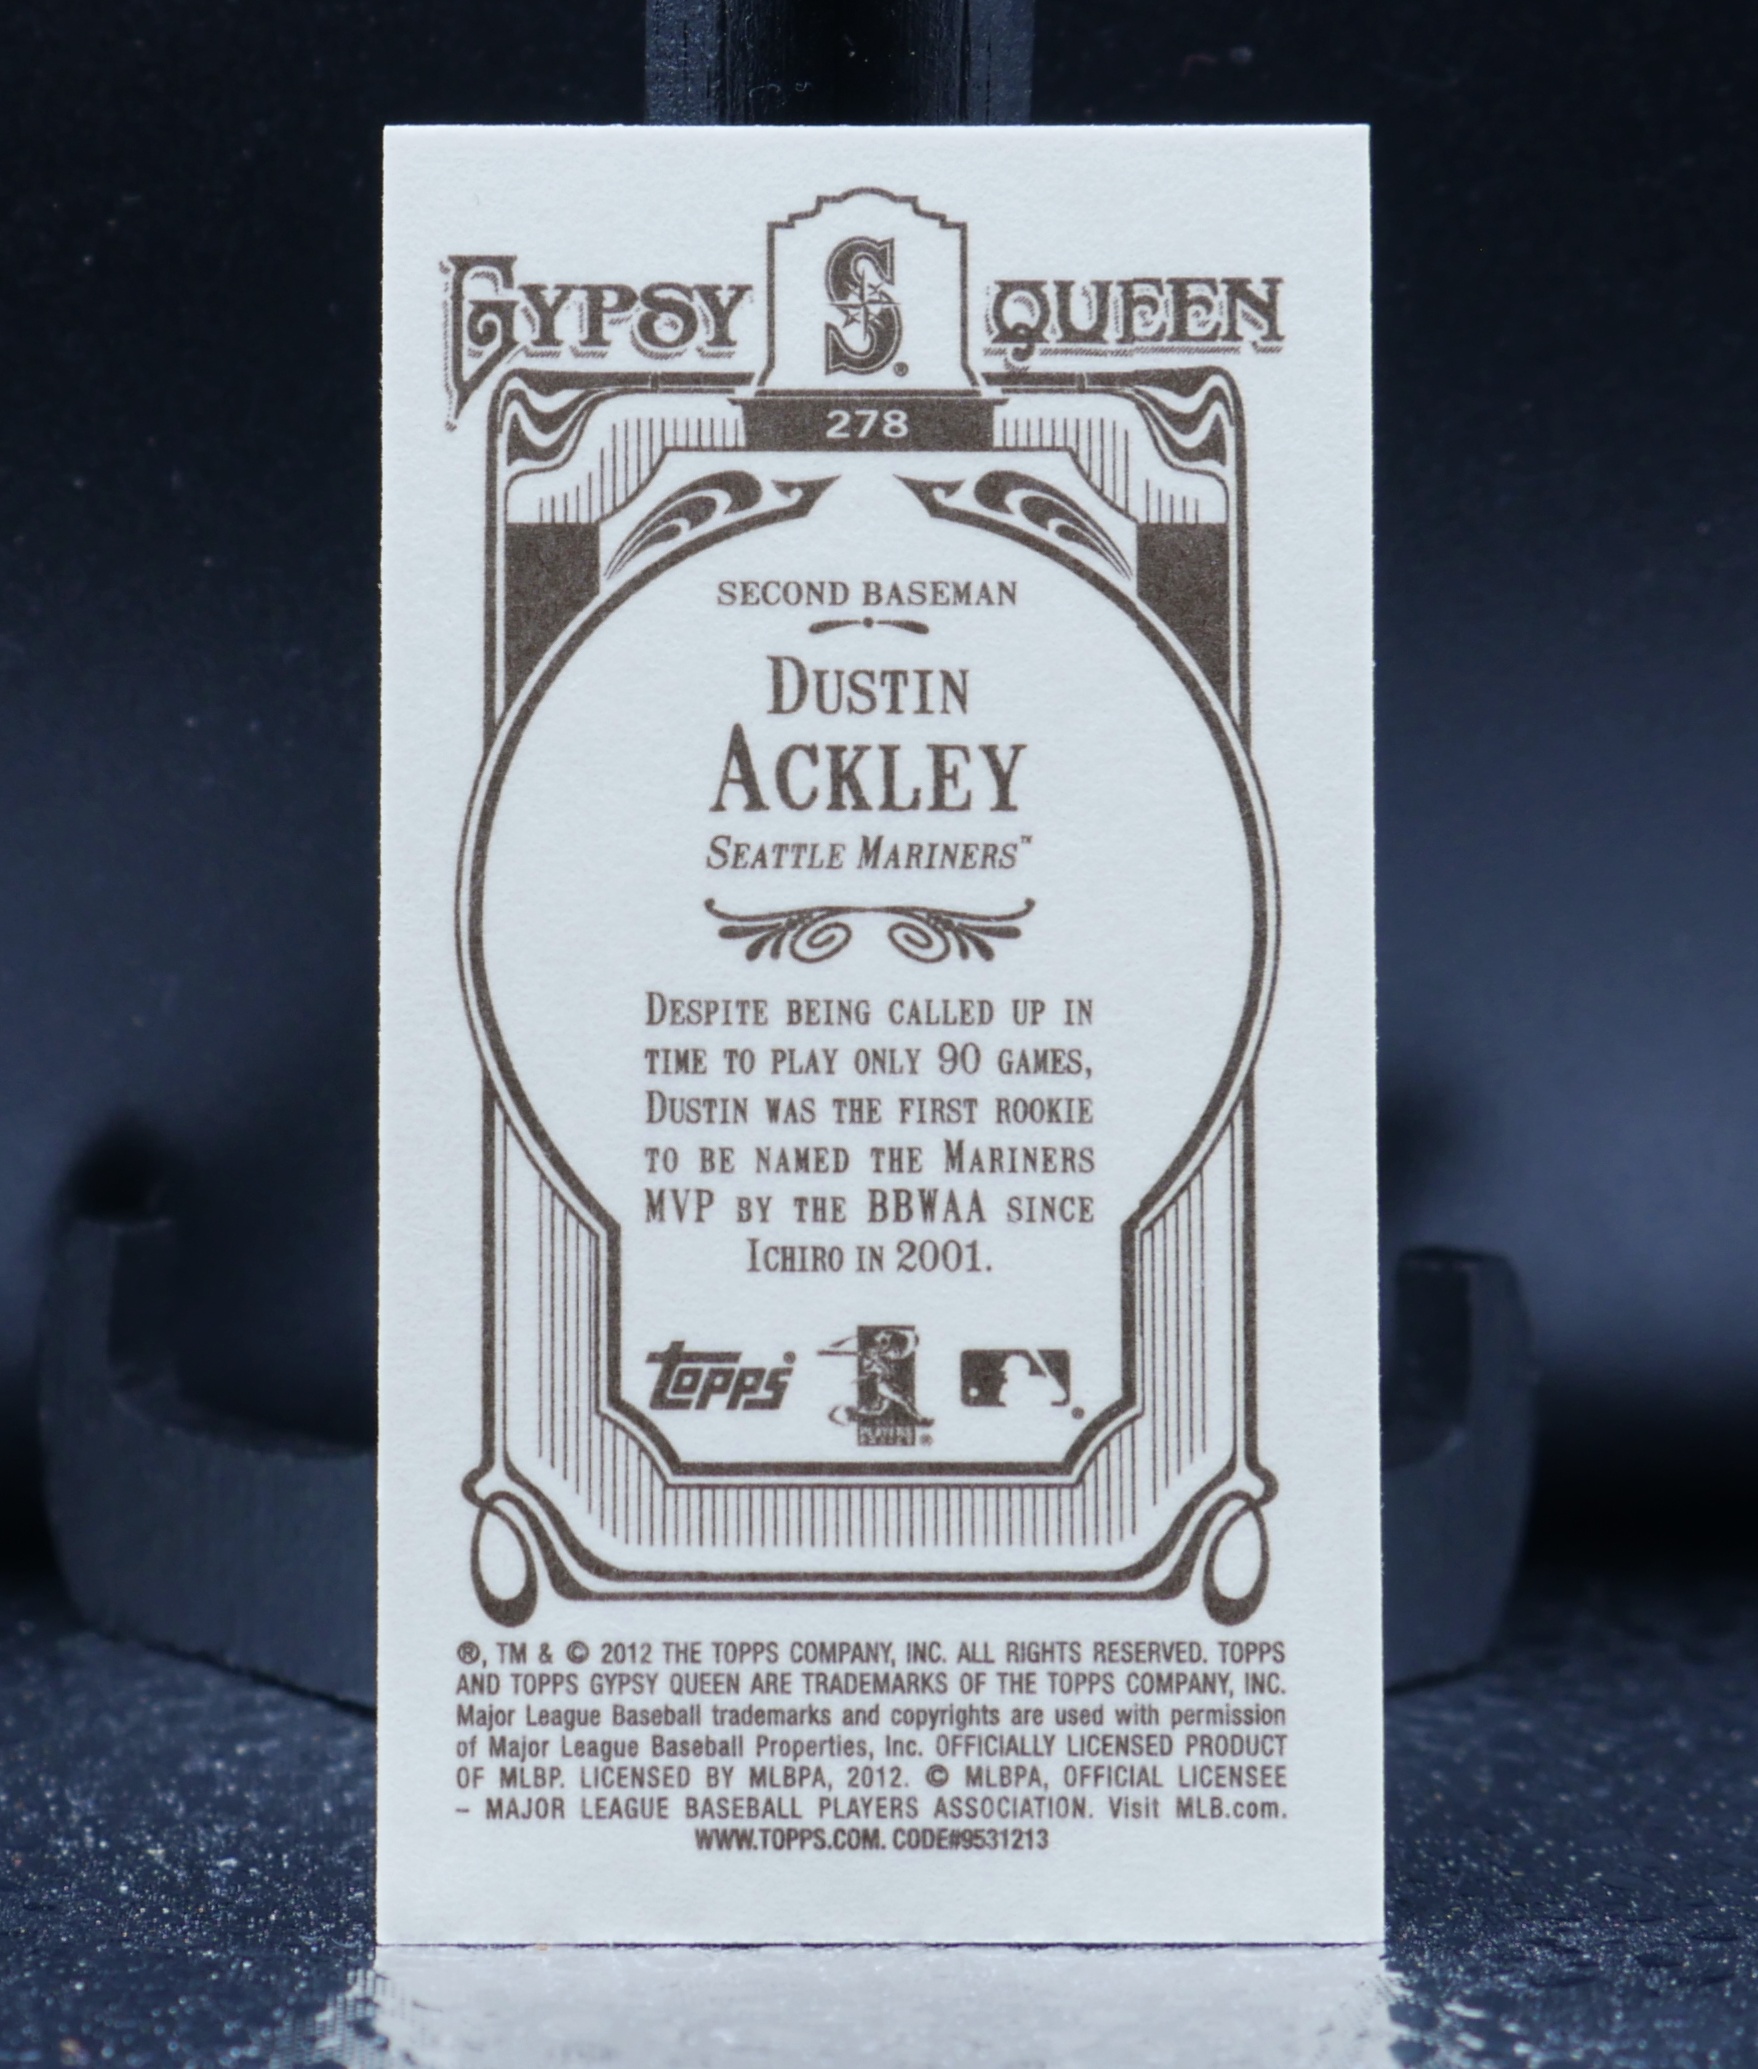 GYPSY QUEEN
S®
278
SECOND BASEMAN
DUSTIN
ACKLEY
SEATTLE MARINERS™
DESPITE BEING CALLED UP IN
TIME TO PLAY ONLY 90 GAMES,
DUSTIN WAS THE FIRST ROOKIE
TO BE NAMED THE MARINERS
MVP BY THE BBWAA SINCE
ICHIRO IN 2001.
topps®
PLAYERS
®, TM & © 2012 THE TOPPS COMPANY, INC. ALL RIGHTS RESERVED. TOPPS
AND TOPPS GYPSY QUEEN ARE TRADEMARKS OF THE TOPPS COMPANY, INC.
Major League Baseball trademarks and copyrights are used with permission
of Major League Baseball Properties, Inc. OFFICIALLY LICENSED PRODUCT
OF MLBP. LICENSED BY MLBPA, 2012. © MLBPA, OFFICIAL LICENSEE
– MAJOR LEAGUE BASEBALL PLAYERS ASSOCIATION. Visit MLB.com.
WWW.TOPPS.COM. CODE#9531213